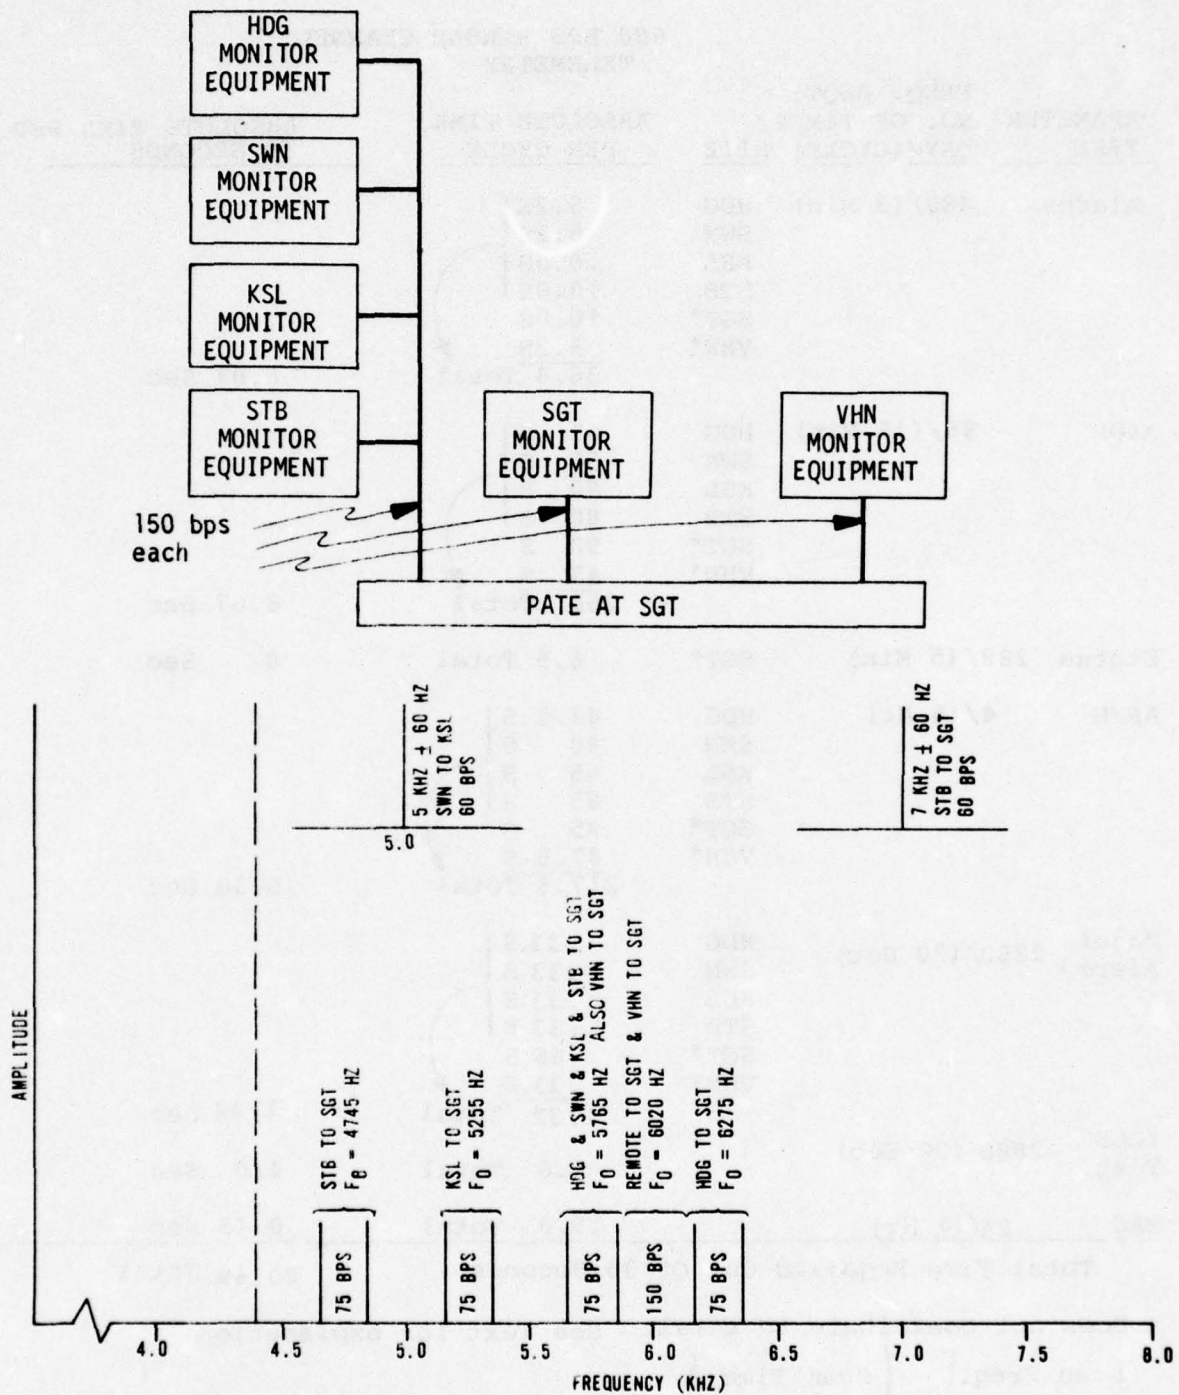 HDG
MONITOR
EQUIPMENT
SWN
MONITOR
EQUIPMENT
KSL
MONITOR
EQUIPMENT
STB
MONITOR
EQUIPMENT
SGT
MONITOR
EQUIPMENT
VHN
MONITOR
EQUIPMENT
150 bps
each
PATE AT SGT
5 KHZ ± 60 HZ
SWN TO KSL
60 BPS
5.0
7 KHZ ± 60 HZ
STB TO SGT
60 BPS
AMPLITUDE
STB TO SGT
F0 = 4745 HZ
75 BPS
KSL TO SGT
F0 = 5255 HZ
75 BPS
HDG & SWN & KSL & STB TO SGT
F0 = 5765 HZ ALSO VHN TO SGT
75 BPS
REMOTE TO SGT & VHN TO SGT
F0 = 6020 HZ
150 BPS
HDG TO SGT
F0 = 6275 HZ
75 BPS
4.0 4.5 5.0 5.5 6.0 6.5 7.0 7.5 8.0
FREQUENCY (KHZ)